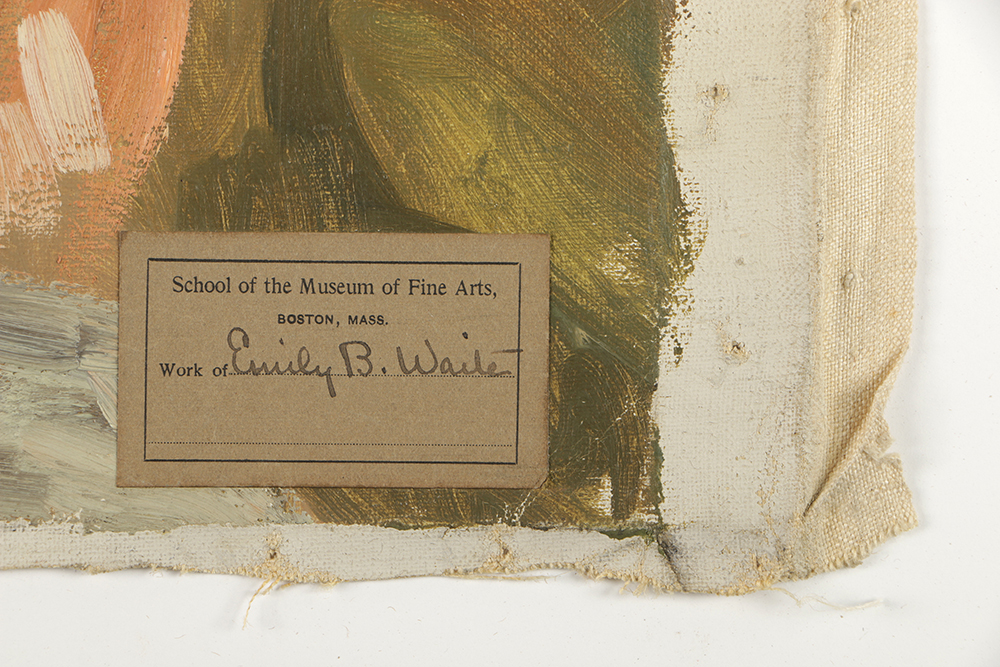 School of the Museum of Fine Arts,
BOSTON, MASS.
Work of Emily B. Waite